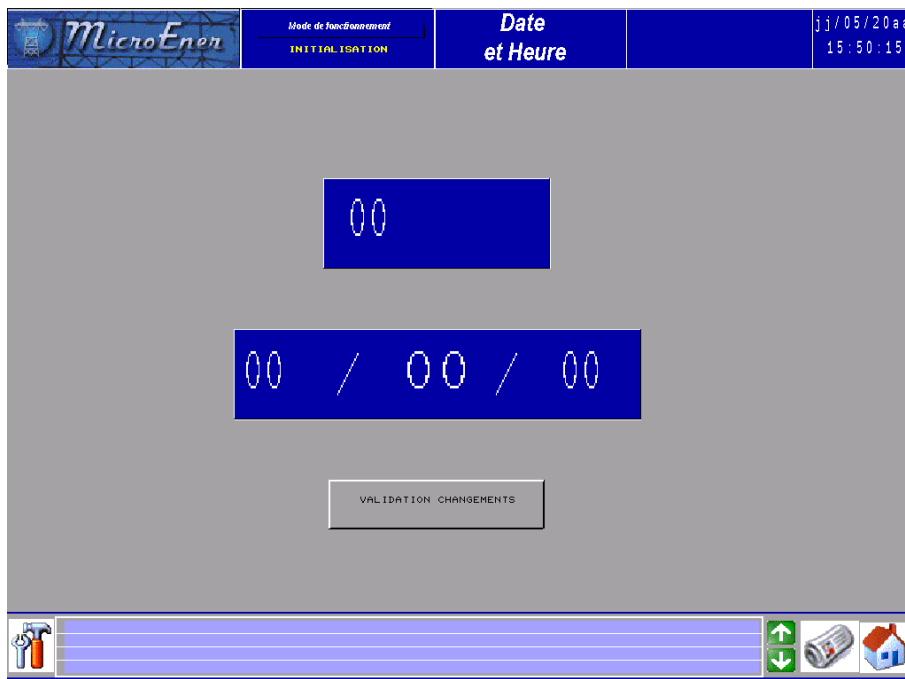 MicroEner
Mode de fonctionnement
INITIALISATION
Date
et Heure
jj/05/20aa
15:50:15
00
00 / 00 / 00
VALIDATION CHANGEMENTS